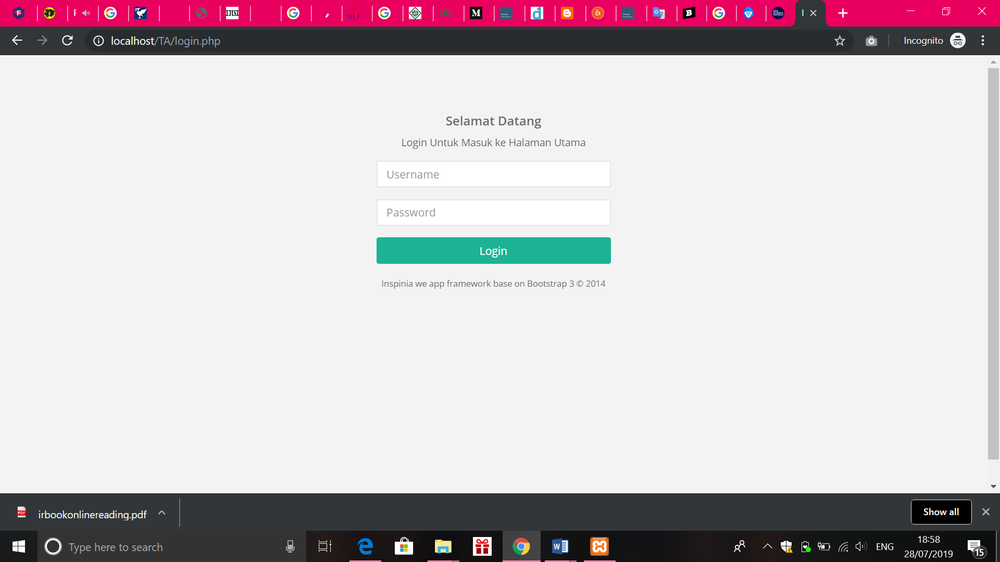 localhost/TA/login.php
Incognito
Selamat Datang
Login Untuk Masuk ke Halaman Utama
Username
Password
Login
Inspinia we app framework base on Bootstrap 3 © 2014
irbookonlinereading.pdf
Show all
Type here to search
ENG
18:58
28/07/2019
15